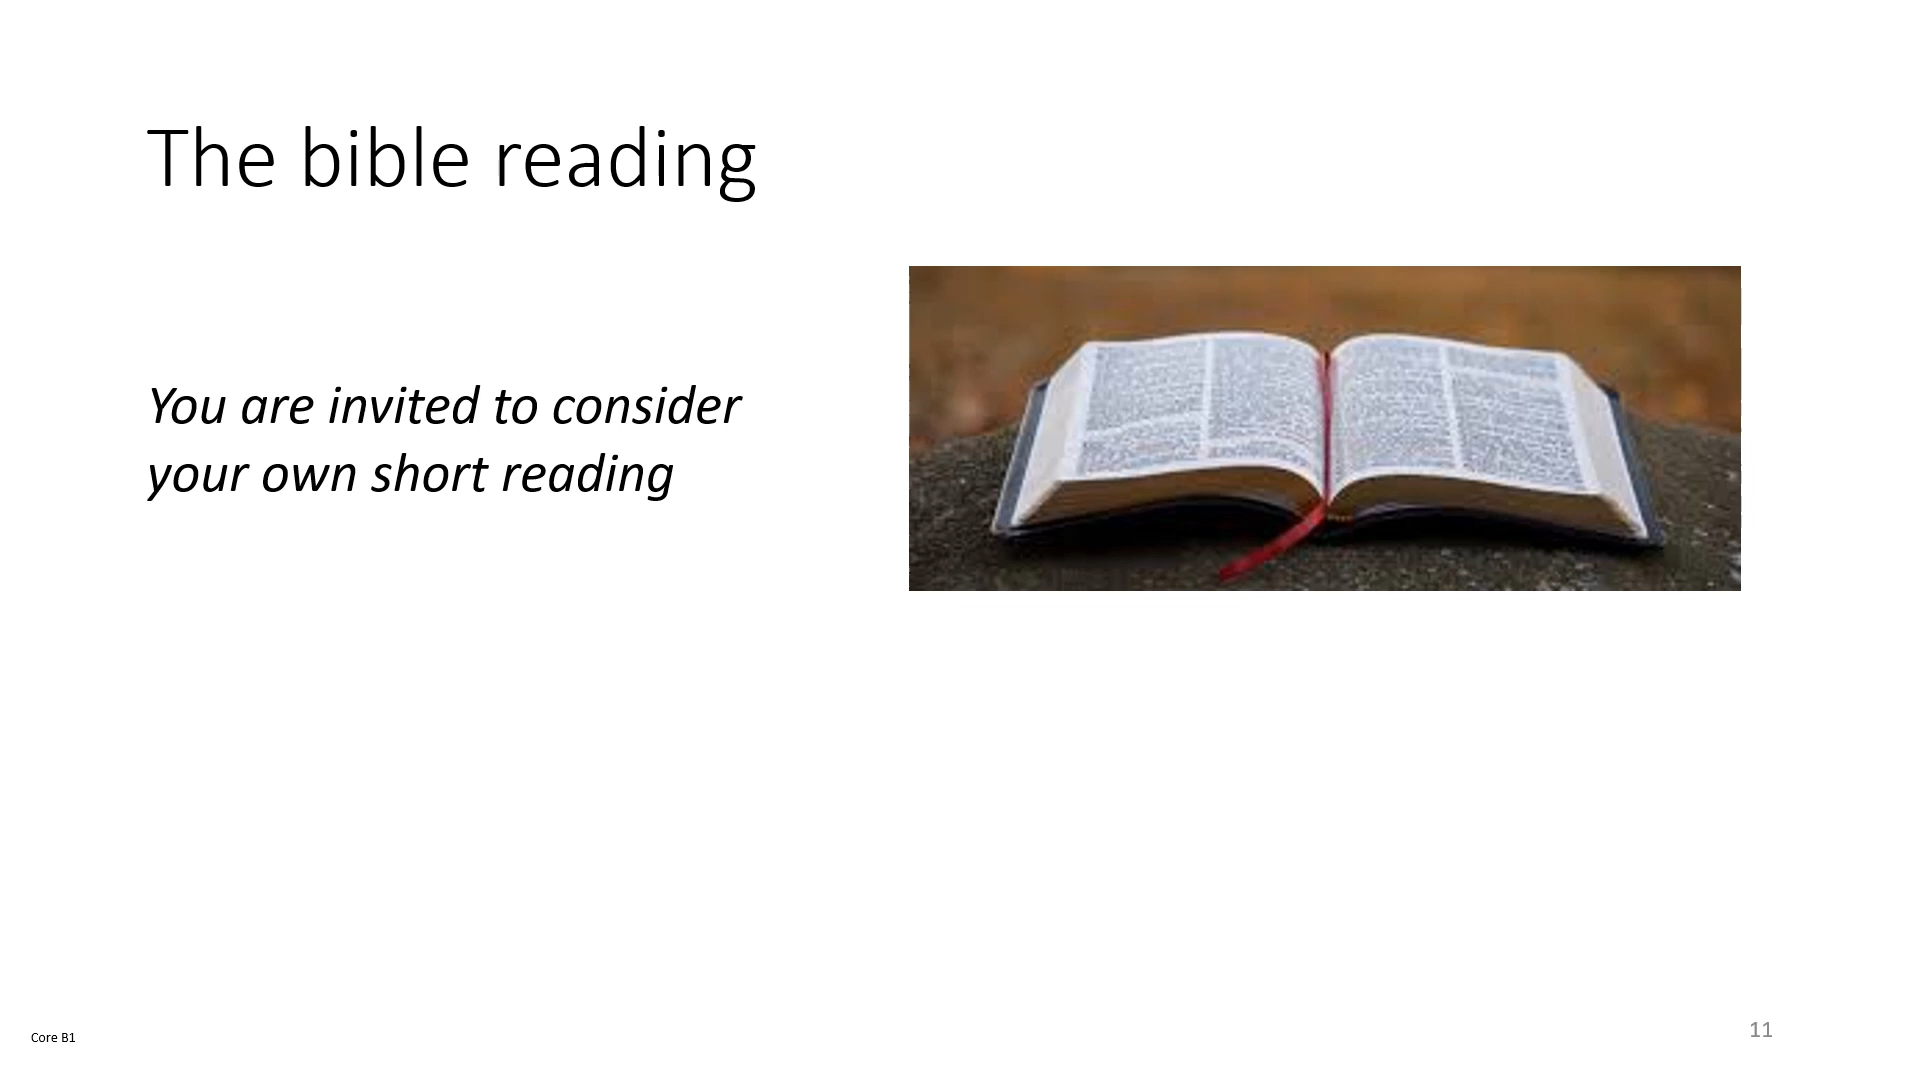 The bible reading
You are invited to consider
your own short reading
Core B1
11